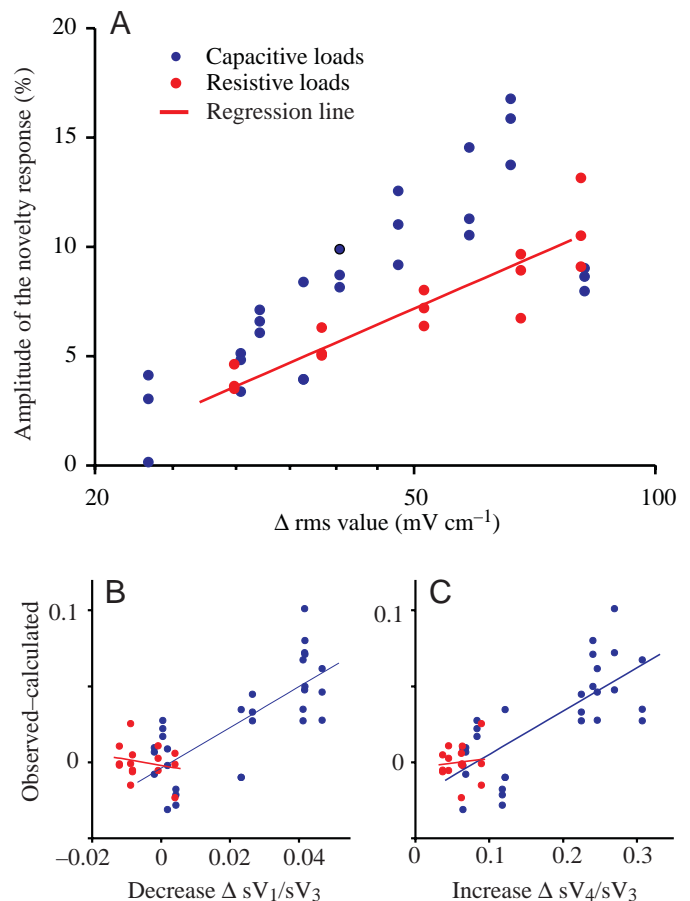 A
20
15
10
5
0
Amplitude of the novelty response (%)
Capacitive loads
Resistive loads
Regression line
20
50
100
Δ rms value (mV cm–1)
B
C
0.1
0
Observed–calculated
–0.02
0
0.02
0.04
Decrease Δ sV1/sV3
0.1
0
0
0.1
0.2
0.3
Increase Δ sV4/sV3